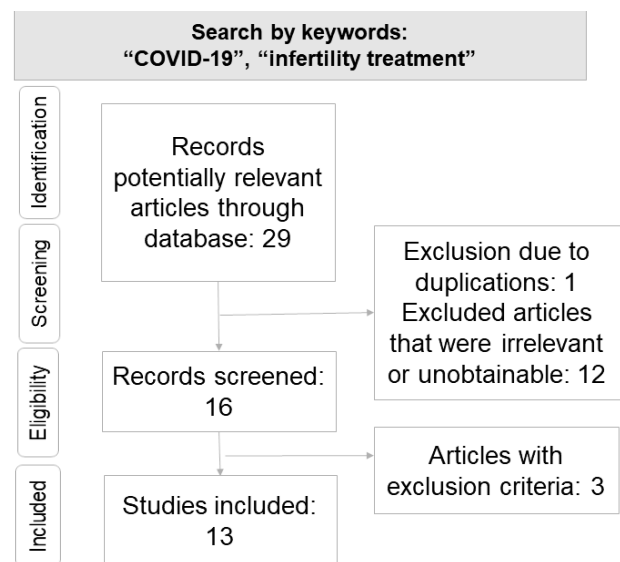 Search by keywords:
“COVID-19”, “infertility treatment”
Identification
Records
potentially relevant
articles through
database: 29
Screening
Exclusion due to
duplications: 1
Excluded articles
that were irrelevant
or unobtainable: 12
Eligibility
Records screened:
16
Articles with
exclusion criteria: 3
Included
Studies included:
13